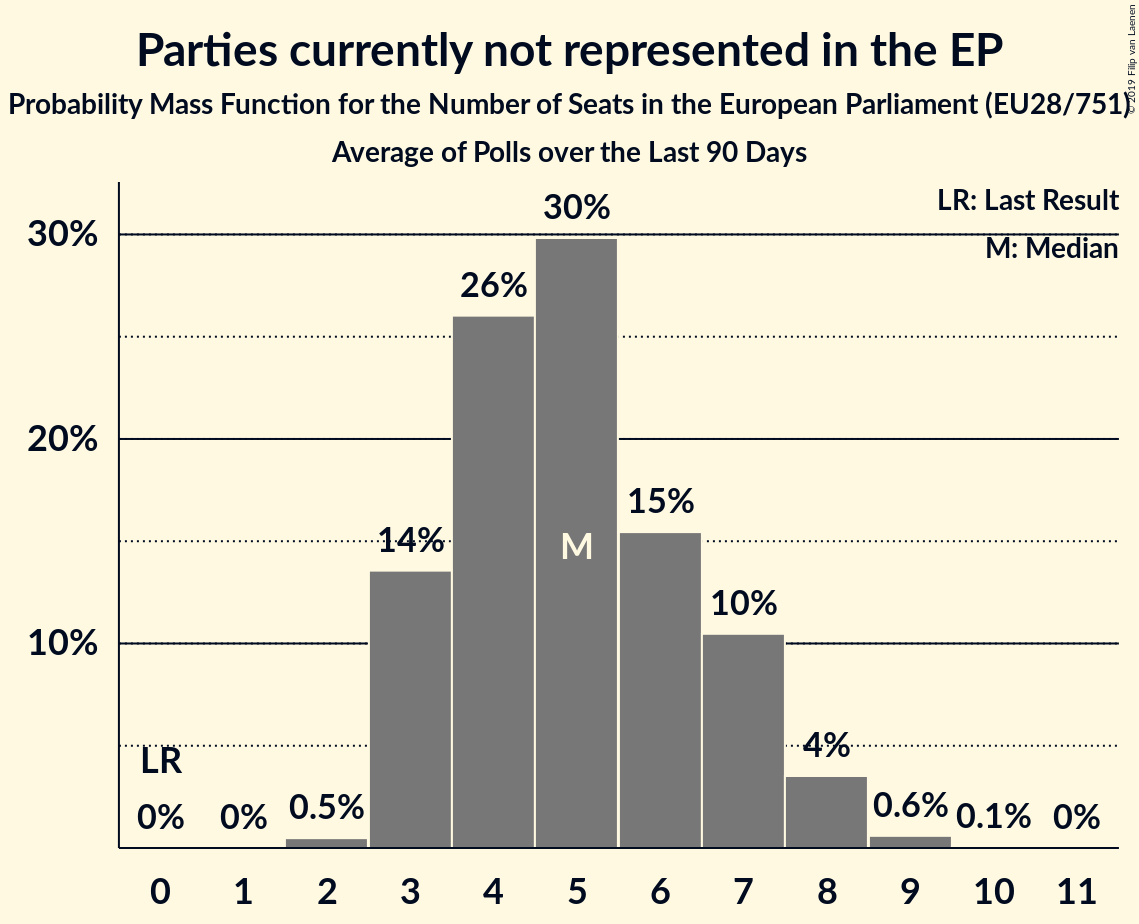 Parties currently not represented in the EP
Probability Mass Function for the Number of Seats in the European Parliament (EU28/751)
Average of Polls over the Last 90 Days
© 2019 Filip van Laenen
LR: Last Result
M: Median
30%
20%
10%
LR
0%
0%
0.5%
14%
26%
30%
M
15%
10%
4%
0.6%
0.1%
0%
0 1 2 3 4 5 6 7 8 9 10 11